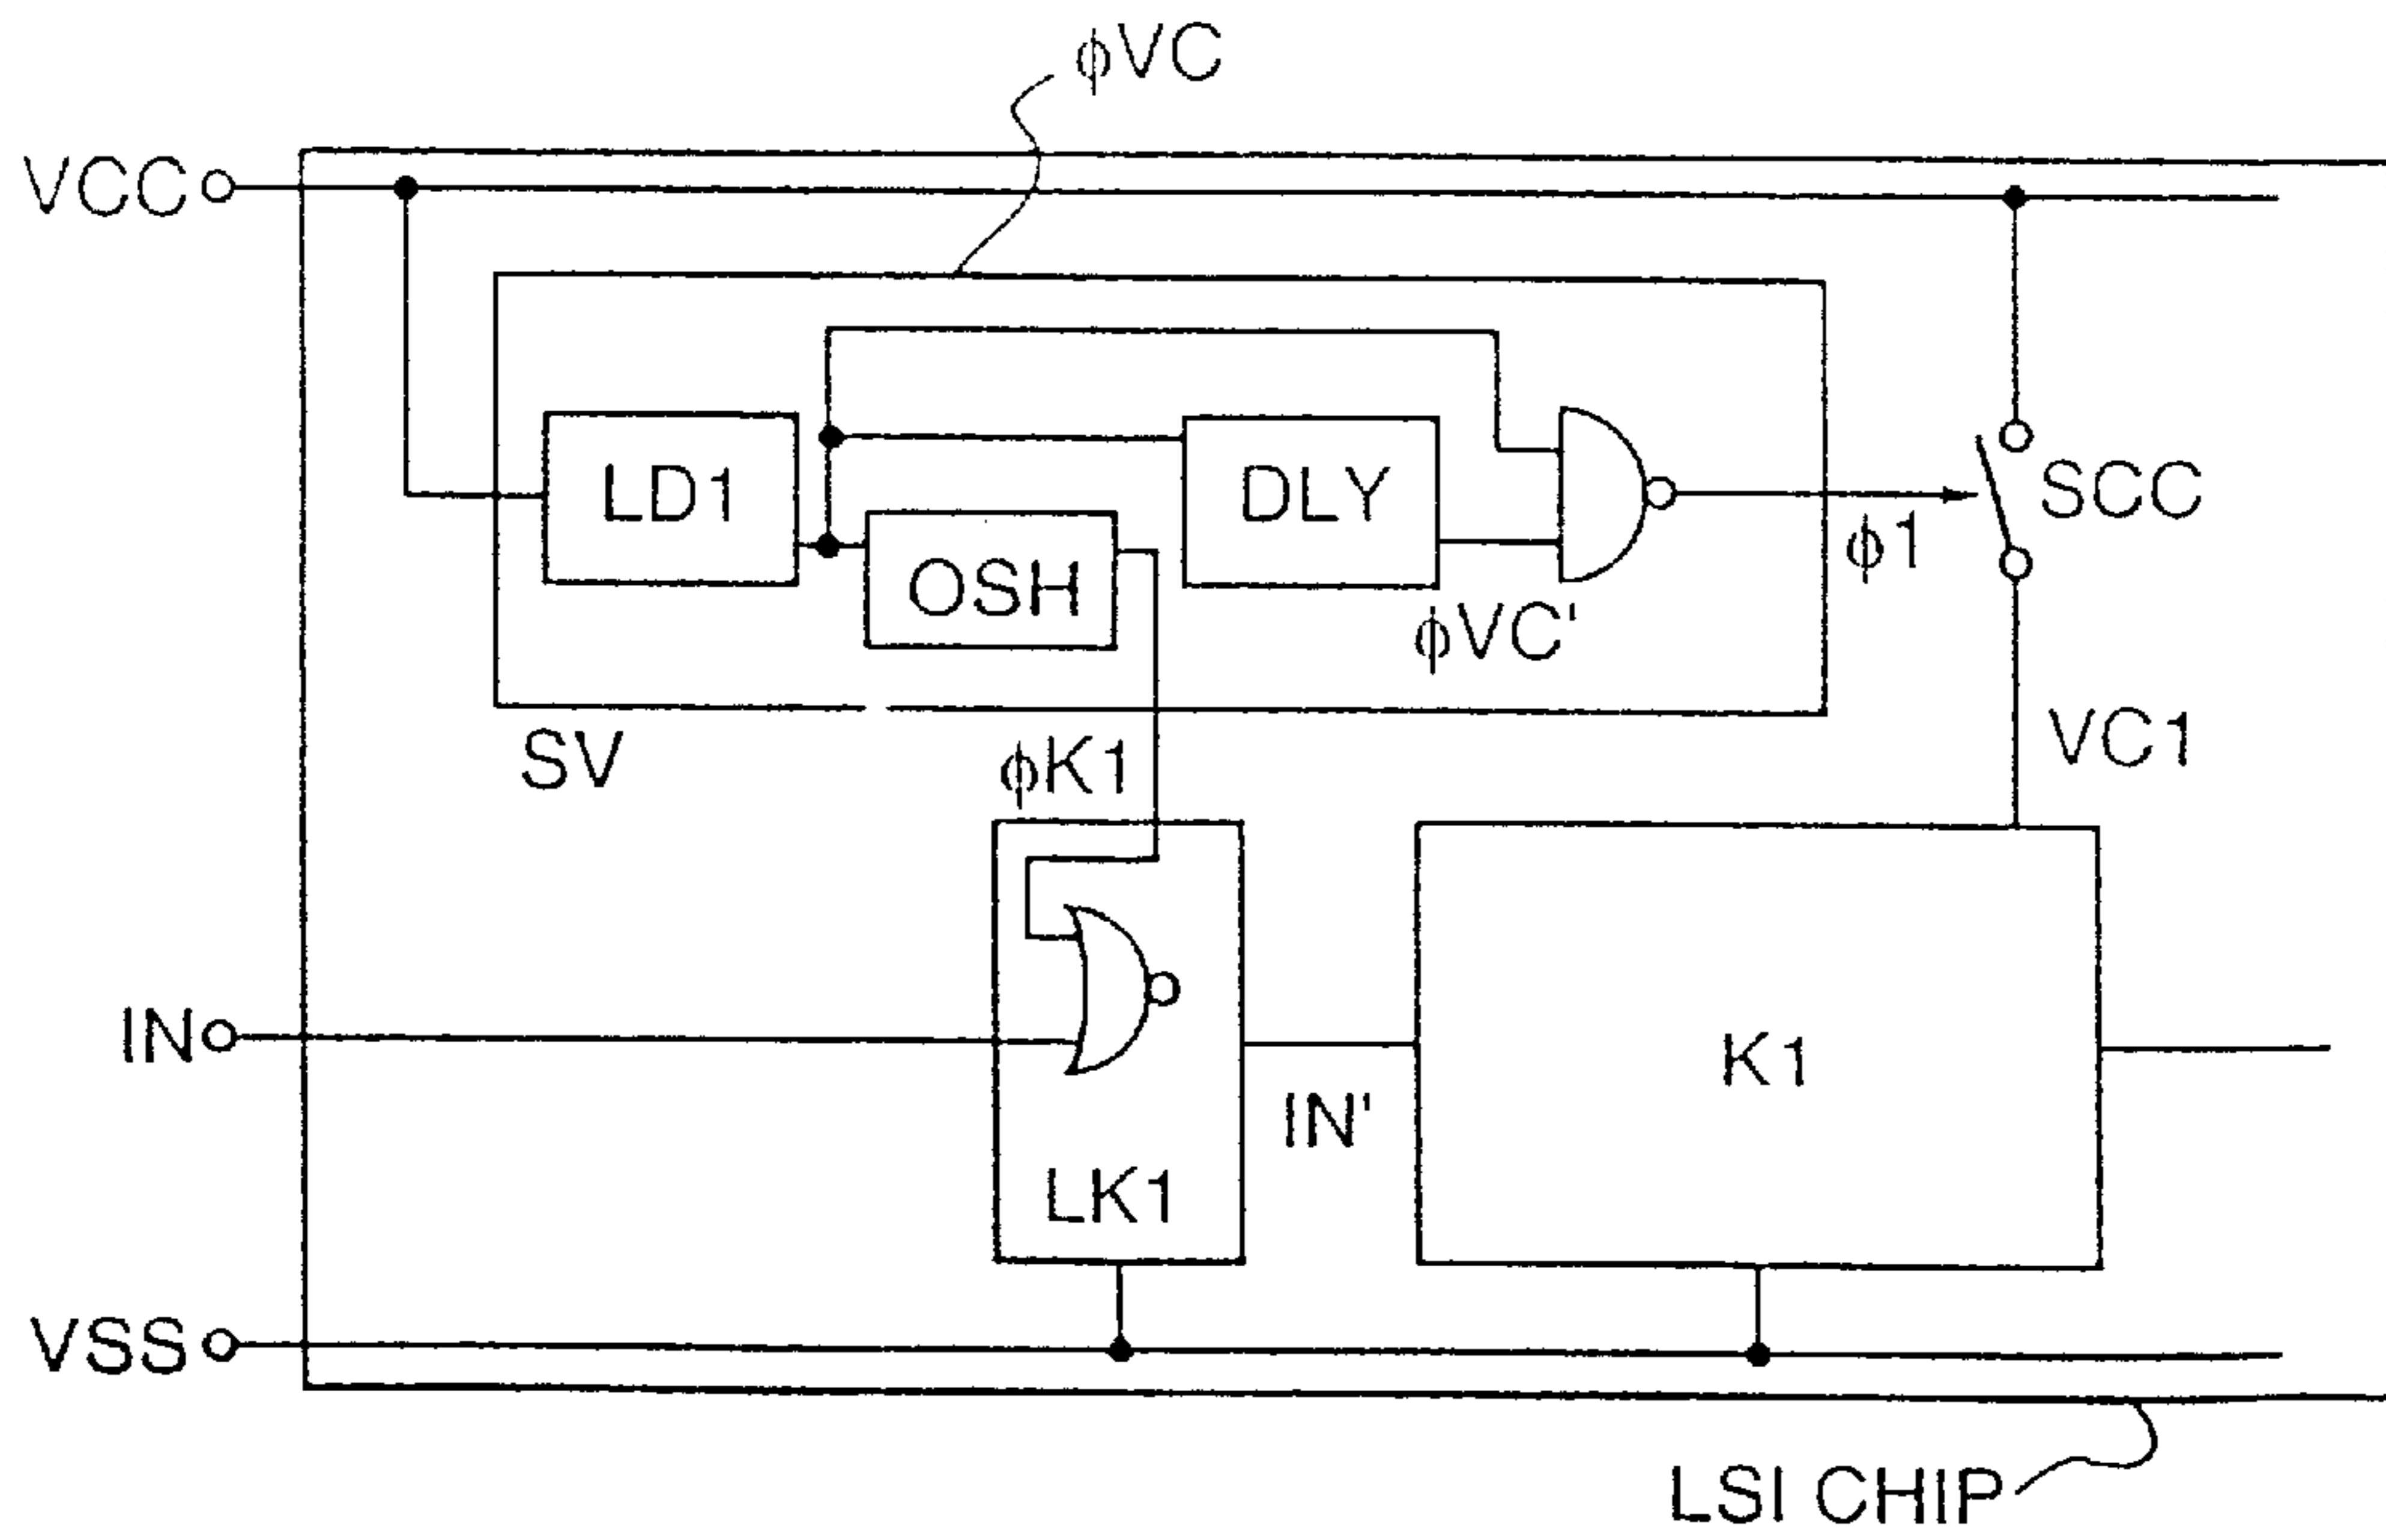 ϕVC
VCC
LD1
DLY
SCC
OSH
ϕ1
ϕVC'
SV
ϕK1
VC1
IN
K1
IN'
LK1
VSS
LSI CHIP